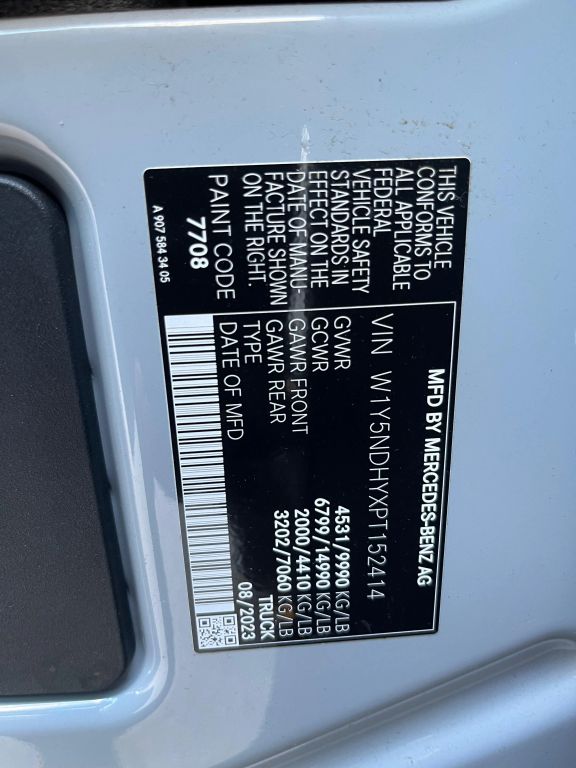 MFD BY MERCEDES-BENZ AG
THIS VEHICLE
CONFORMS TO
ALL APPLICABLE
FEDERAL
VEHICLE SAFETY
STANDARDS IN
EFFECT ON THE
DATE OF MANU-
FACTURE SHOWN
ON THE RIGHT.
PAINT CODE
7708
A 907 584 34 05
VIN W1Y5NDHYXPT152414
GVWR 4531/9990 KG/LB
GCWR 6799/14990 KG/LB
GAWR FRONT 2000/4410 KG/LB
GAWR REAR 3202/7060 KG/LB
TYPE TRUCK
DATE OF MFD 08/2023